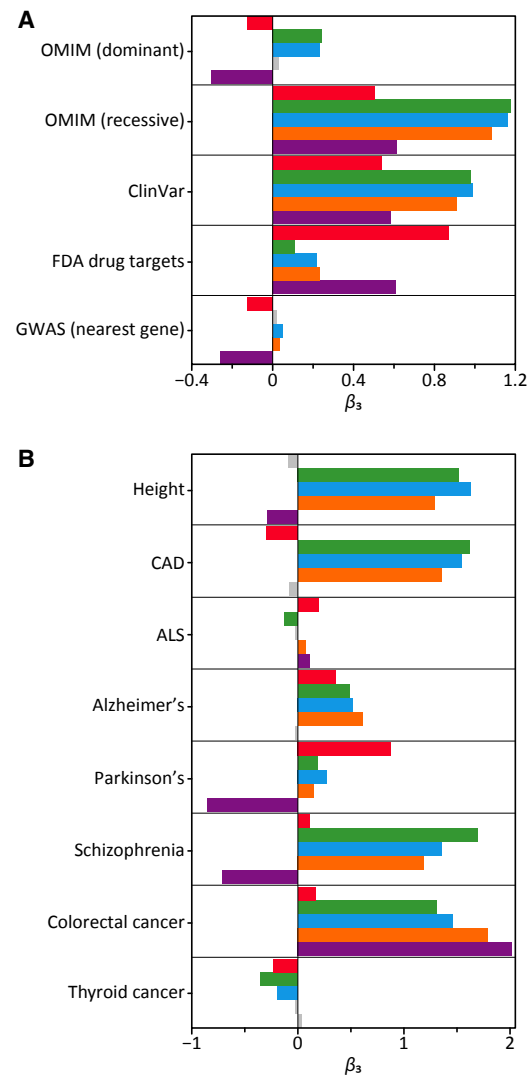 A
OMIM (dominant)
OMIM (recessive)
ClinVar
FDA drug targets
GWAS (nearest gene)
−0.4 0 0.4 0.8 1.2
β₃
B
Height
CAD
ALS
Alzheimer's
Parkinson's
Schizophrenia
Colorectal cancer
Thyroid cancer
−1 0 1 2
β₃